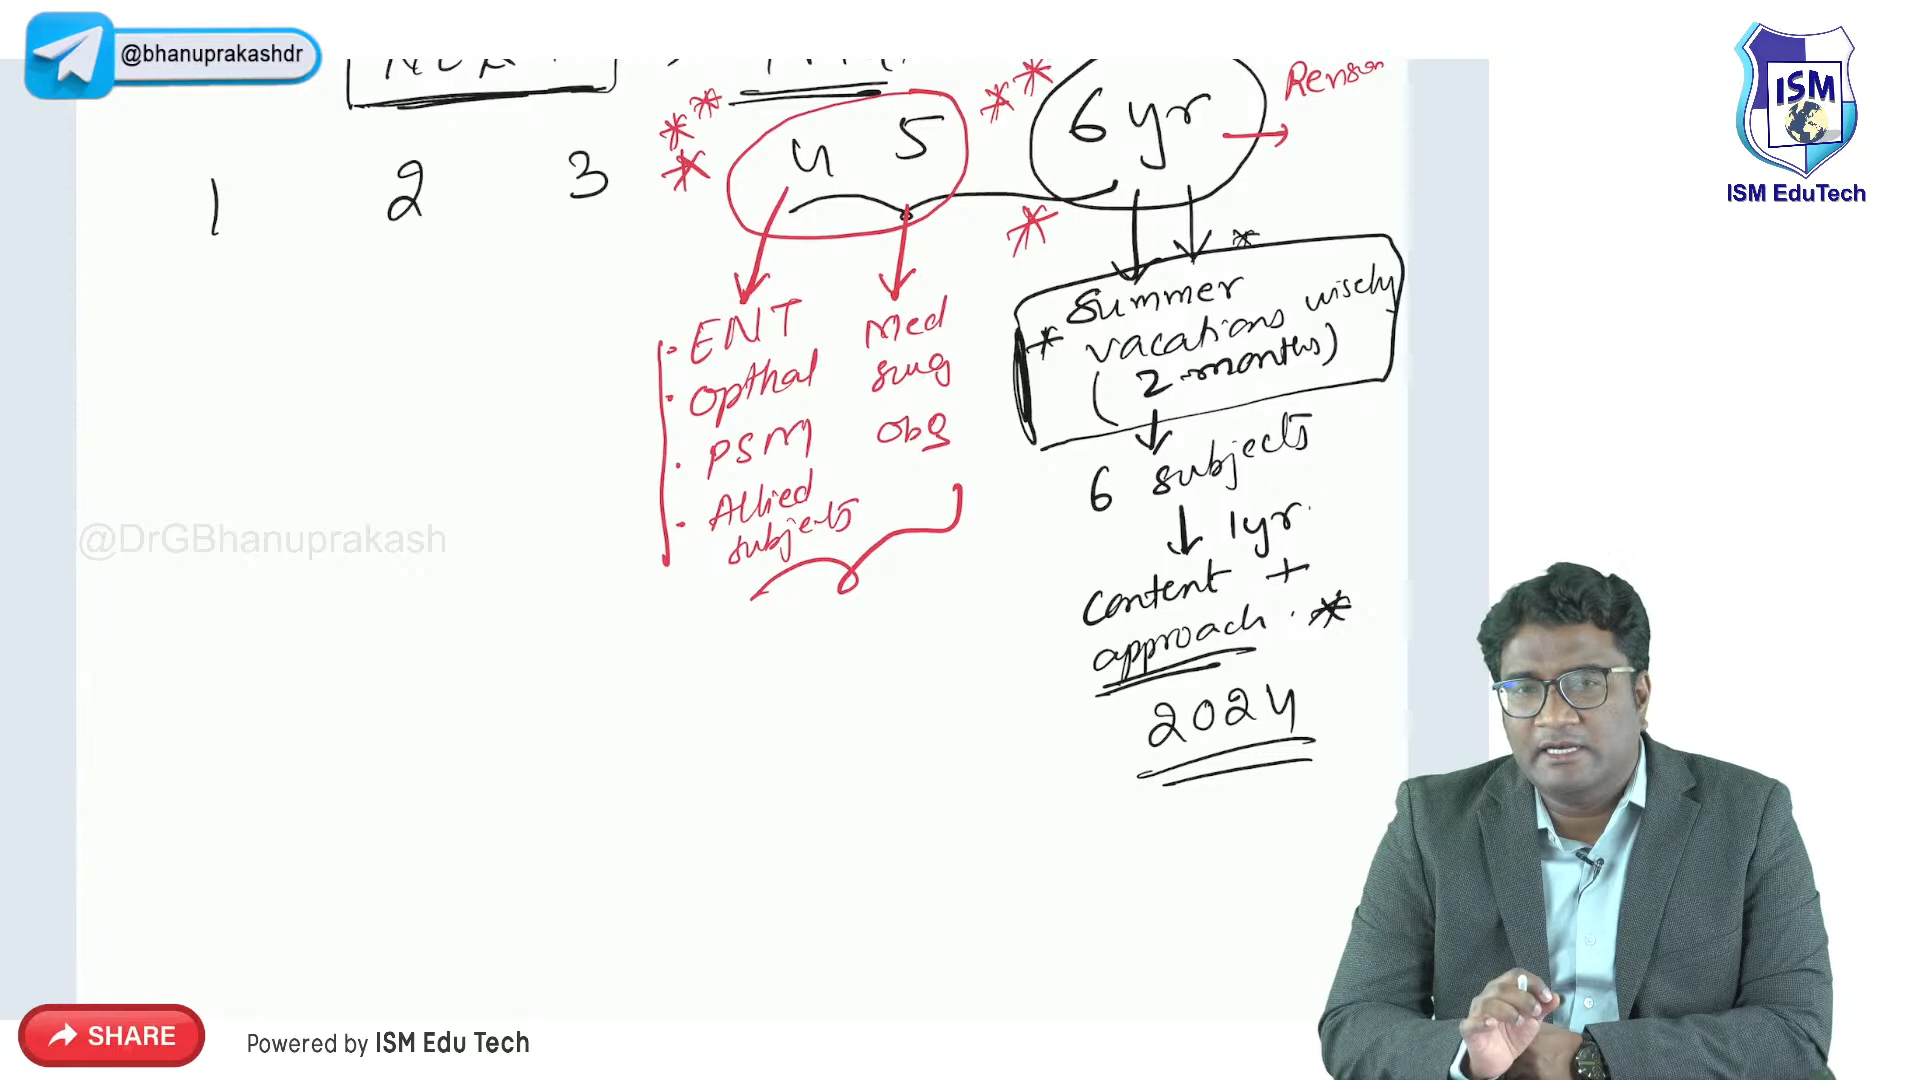 @bhanuprakashdr
ISM
ISM EduTech
Revision
1 2 3 4 5 6 yr
ENT
Opthal
PSM
Allied
subjects
Med
surg
obg
summer
vacations wisely
(2 months)
6 subjects
1yr.
content +
approach.
2024
@DrGBhanuprakash
SHARE
Powered by ISM Edu Tech